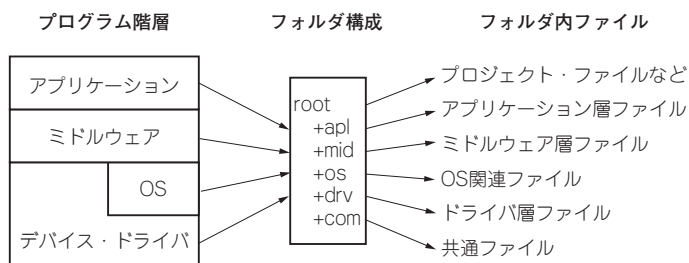 プログラム階層
フォルダ構成
フォルダ内ファイル
アプリケーション
ミドルウェア
OS
デバイス・ドライバ
root
+apl
+mid
+os
+drv
+com
プロジェクト・ファイルなど
アプリケーション層ファイル
ミドルウェア層ファイル
OS関連ファイル
ドライバ層ファイル
共通ファイル